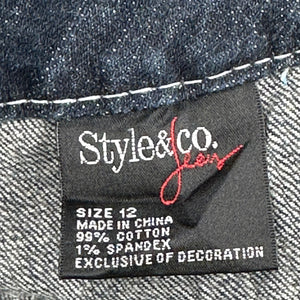 Style&co.
Jeans
SIZE 12
MADE IN CHINA
99% COTTON
1% SPANDEX
EXCLUSIVE OF DECORATION